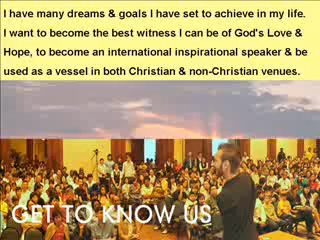 I have many dreams & goals I have set to achieve in my life.
I want to become the best witness I can be of God's Love &
Hope, to become an international inspirational speaker & be
used as a vessel in both Christian & non-Christian venues.
GET TO KNOW US